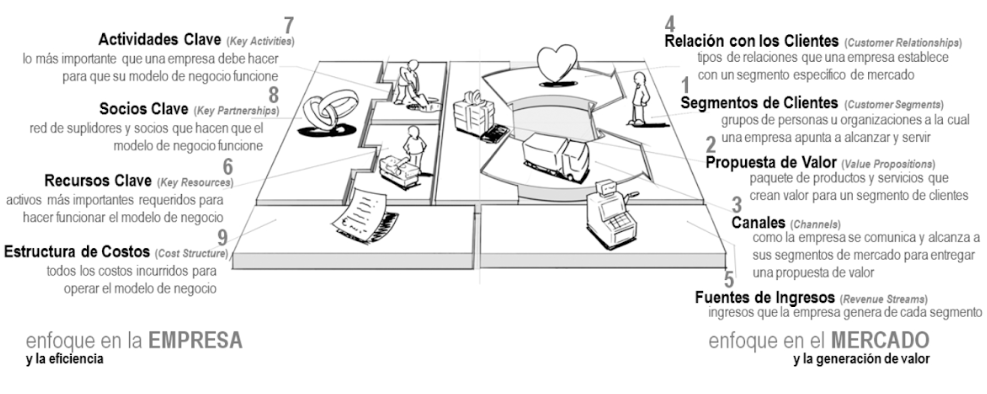 7
Actividades Clave (Key Activities)
lo más importante que una empresa debe hacer
para que su modelo de negocio funcione
8
Socios Clave (Key Partnerships)
red de suplidores y socios que hacen que el
modelo de negocio funcione
6
Recursos Clave (Key Resources)
activos más importantes requeridos para
hacer funcionar el modelo de negocio
9
Estructura de Costos (Cost Structure)
todos los costos incurridos para
operar el modelo de negocio
enfoque en la EMPRESA
y la eficiencia
4
Relación con los Clientes (Customer Relationships)
tipos de relaciones que una empresa establece
con un segmento especifico de mercado
1
Segmentos de Clientes (Customer Segments)
grupos de personas u organizaciones a la cual
una empresa apunta a alcanzar y servir
2
Propuesta de Valor (Value Propositions)
paquete de productos y servicios que
crean valor para un segmento de clientes
3
Canales (Channels)
como la empresa se comunica y alcanza a
sus segmentos de mercado para entregar
una propuesta de valor
5
Fuentes de Ingresos (Revenue Streams)
ingresos que la empresa genera de cada segmento
enfoque en el MERCADO
y la generación de valor